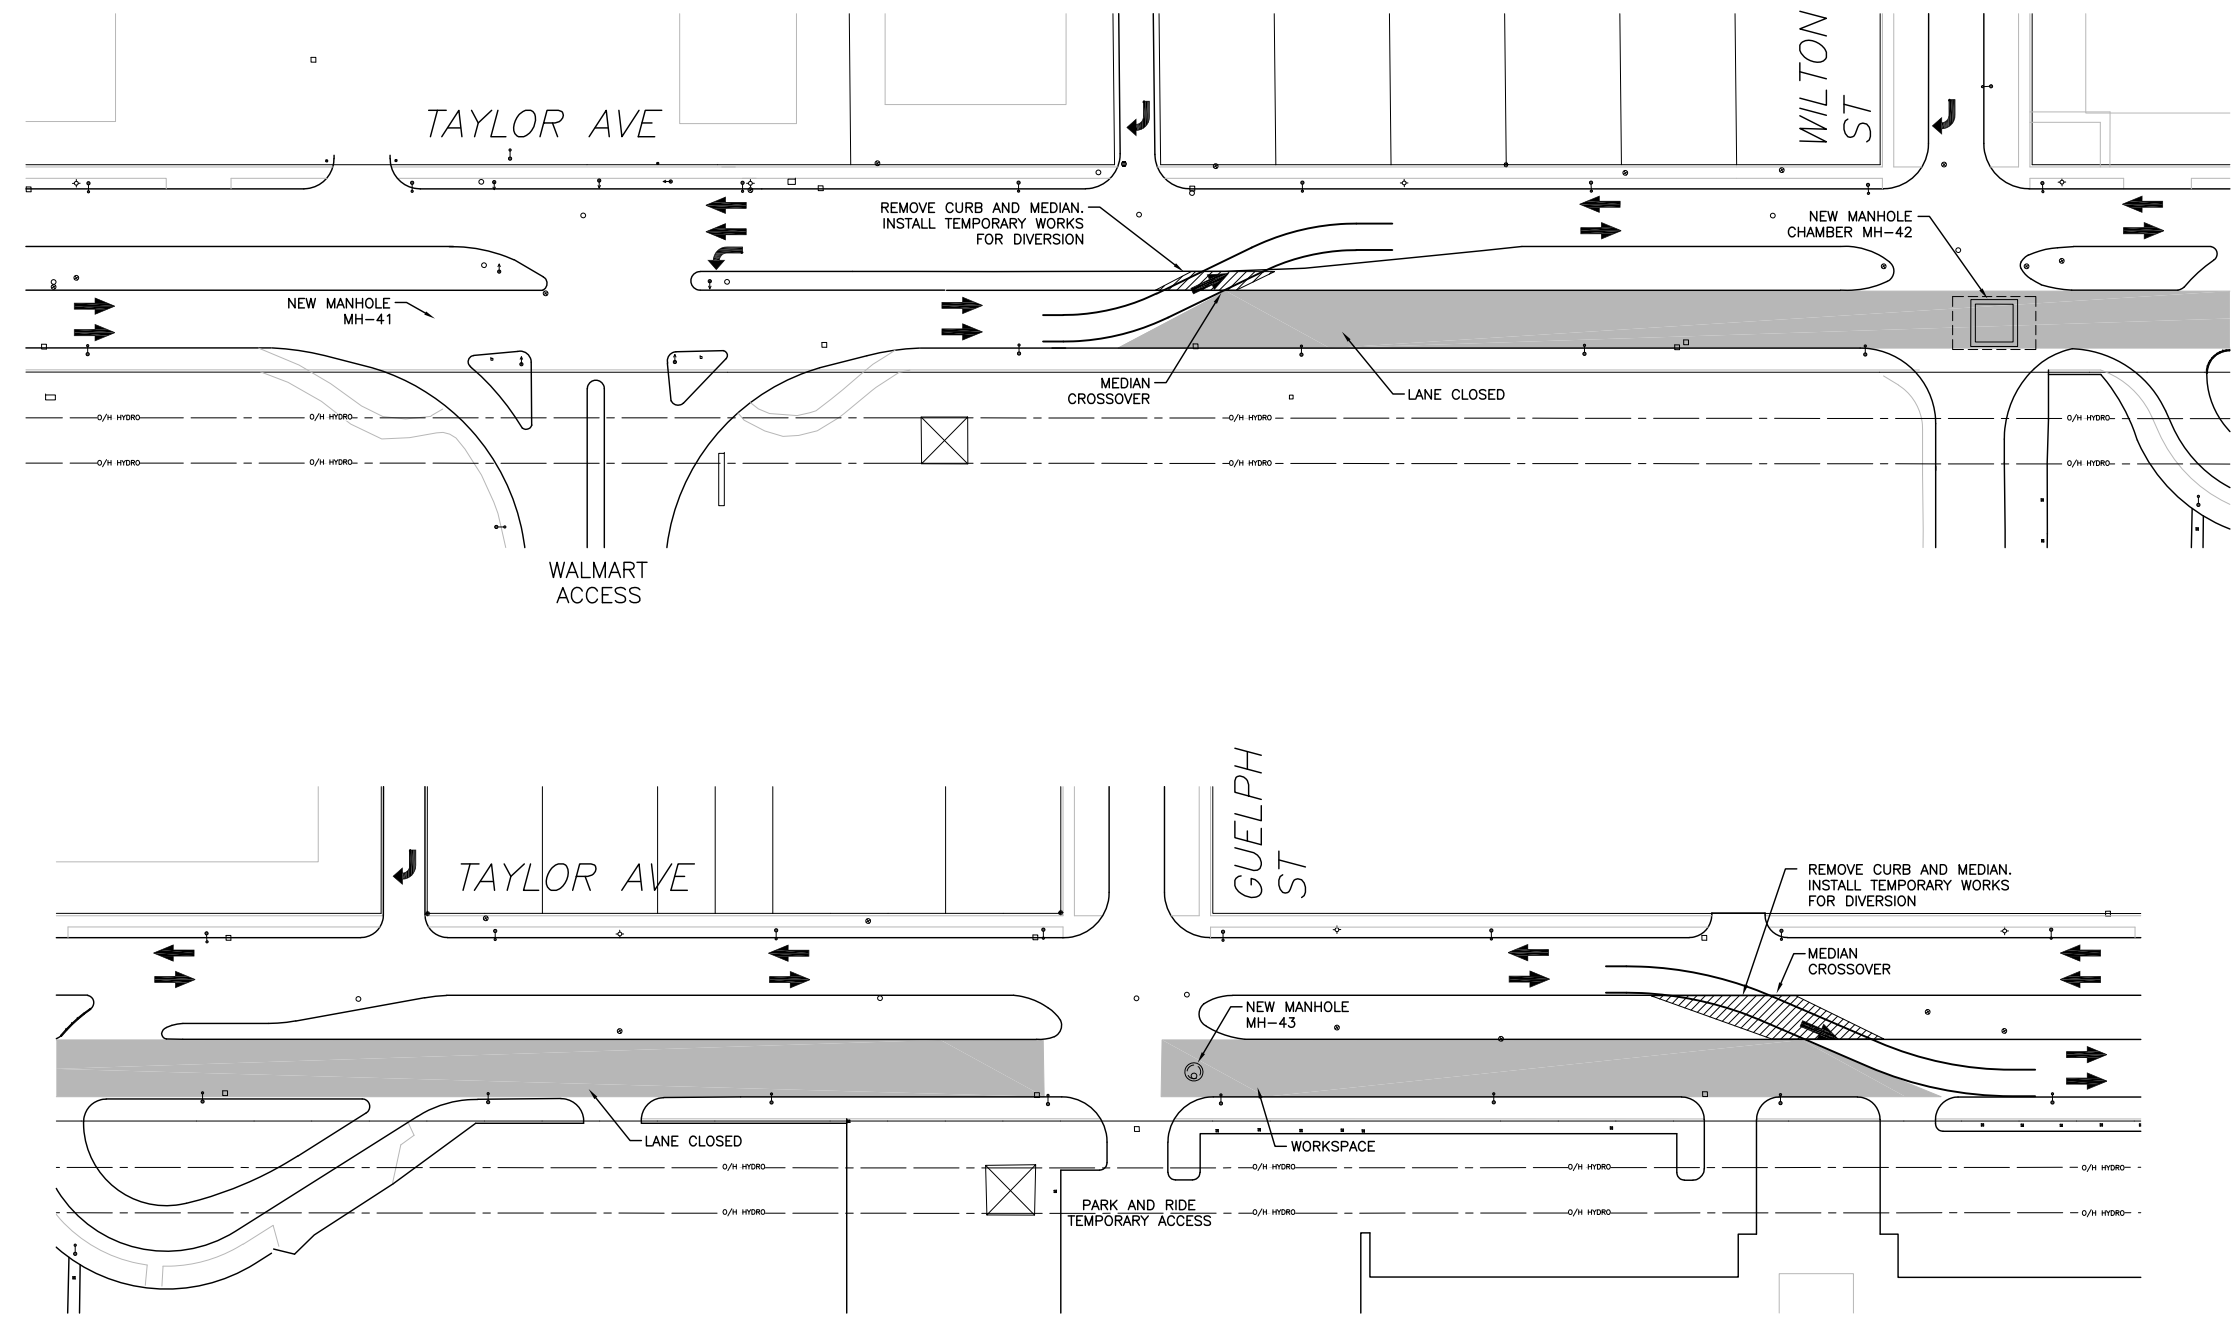 WILTON
ST
TAYLOR AVE
REMOVE CURB AND MEDIAN.
INSTALL TEMPORARY WORKS
FOR DIVERSION
NEW MANHOLE
CHAMBER MH-42
NEW MANHOLE
MH-41
MEDIAN
CROSSOVER
LANE CLOSED
O/H HYDRO
O/H HYDRO
O/H HYDRO
O/H HYDRO
O/H HYDRO
O/H HYDRO
O/H HYDRO
O/H HYDRO
WALMART
ACCESS
GUELPH
ST
TAYLOR AVE
REMOVE CURB AND MEDIAN.
INSTALL TEMPORARY WORKS
FOR DIVERSION
MEDIAN
CROSSOVER
NEW MANHOLE
MH-43
LANE CLOSED
WORKSPACE
O/H HYDRO
O/H HYDRO
O/H HYDRO
O/H HYDRO
PARK AND RIDE
TEMPORARY ACCESS
O/H HYDRO
O/H HYDRO
O/H HYDRO
O/H HYDRO